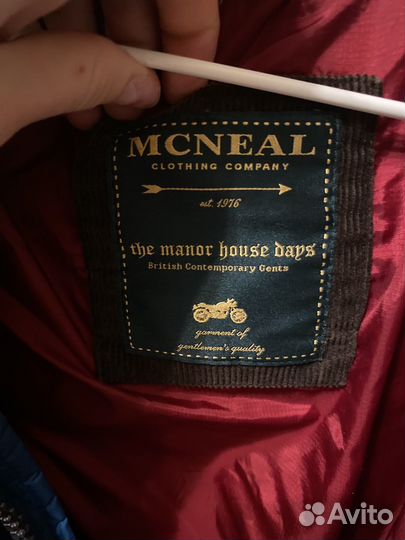 MCNEAL
CLOTHING COMPANY
est. 1976
the manor house days
British Contemporary Gents
garment of
gentlemen's quality
Avito